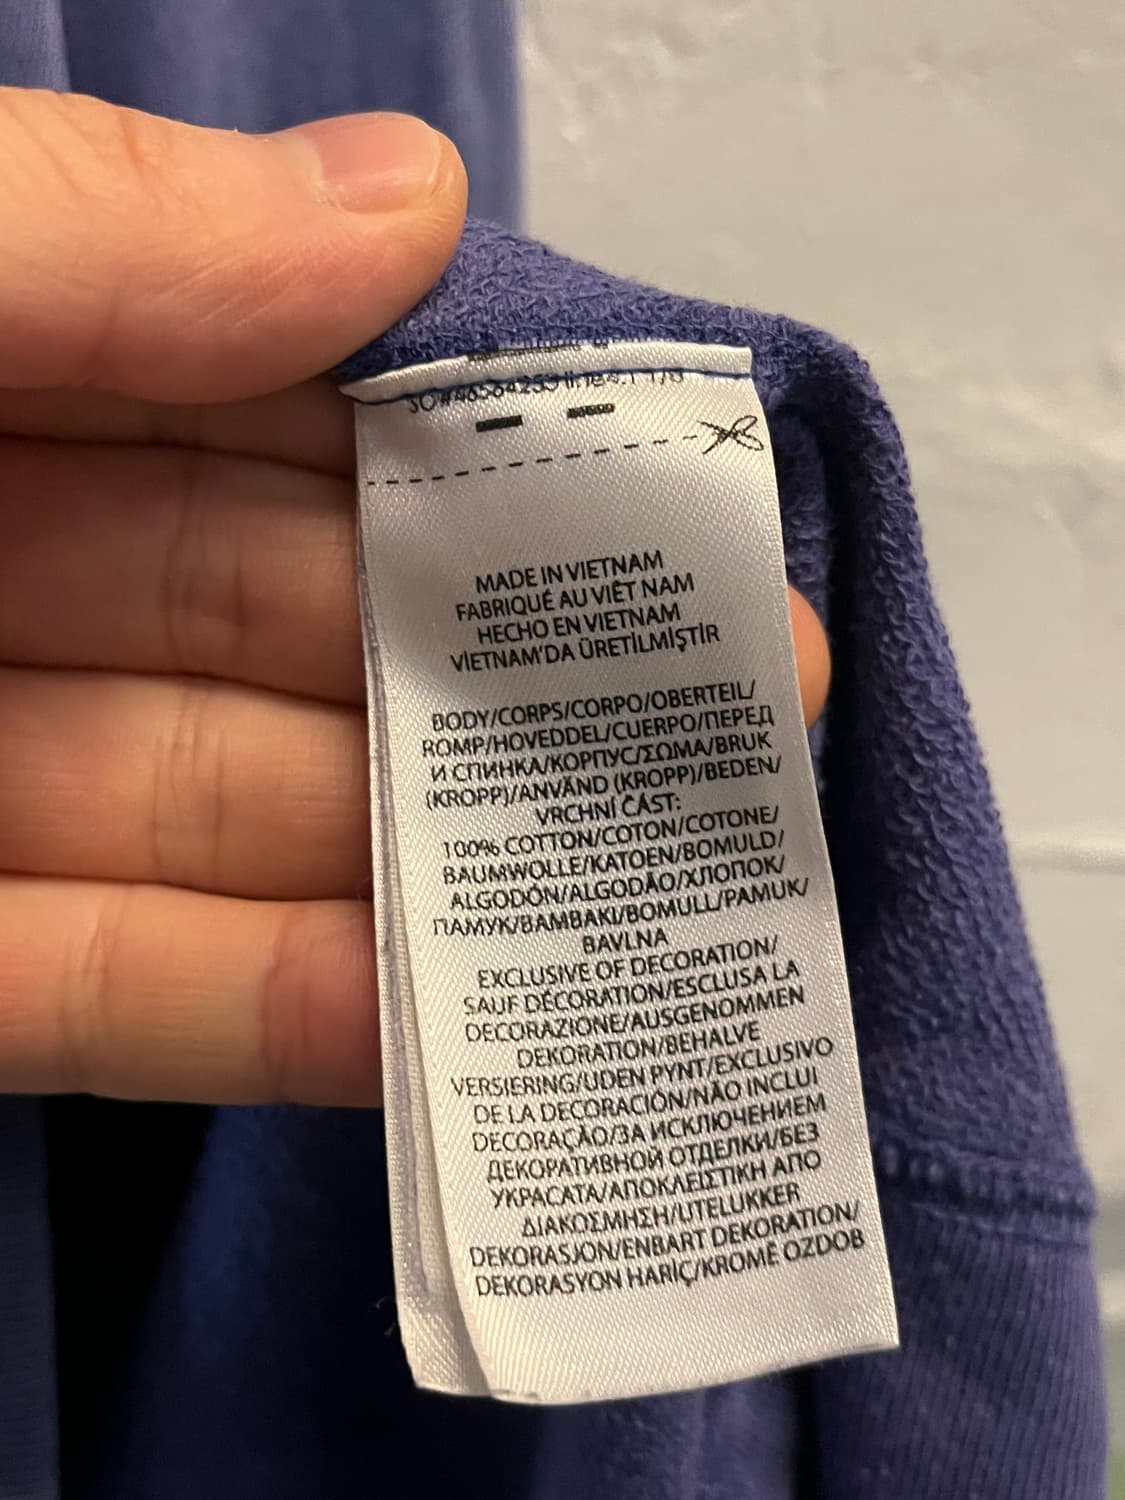 MADE IN VIETNAM
FABRIQUÉ AU VIÊT NAM
HECHO EN VIETNAM
VİETNAM'DA ÜRETİLMİŞTİR
BODY/CORPS/CORPO/OBERTEIL/
ROMP/HOVEDDEL/CUERPO/ПЕРЕД
И СПИНКА/КОРПУС/ΣΩΜΑ/BRUK
(KROPP)/ANVÄND (KROPP)/BEDEN/
VRCHNÍ ČÁST:
100% COTTON/COTON/COTONE/
BAUMWOLLE/KATOEN/BOMULD/
ALGODÓN/ALGODÃO/ХЛОПОК/
ПАМУК/ΒΑΜΒΑΚΙ/BOMULL/PAMUK/
BAVLNA
EXCLUSIVE OF DECORATION/
SAUF DÉCORATION/ESCLUSA LA
DECORAZIONE/AUSGENOMMEN
DEKORATION/BEHALVE
VERSIERING/UDEN PYNT/EXCLUSIVO
DE LA DECORACIÓN/NÃO INCLUI
DECORAÇÃO/ЗА ИСКЛЮЧЕНИЕМ
ДЕКОРАТИВНОЙ ОТДЕЛКИ/БЕЗ
УКРАСАТА/ΑΠΟΚΛΕΙΣΤΙΚΗ ΑΠΟ
ΔΙΑΚΟΣΜΗΣΗ/UTELUKKER
DEKORASJON/ENBART DEKORATION/
DEKORASYON HARİÇ/KROMĚ OZDOB